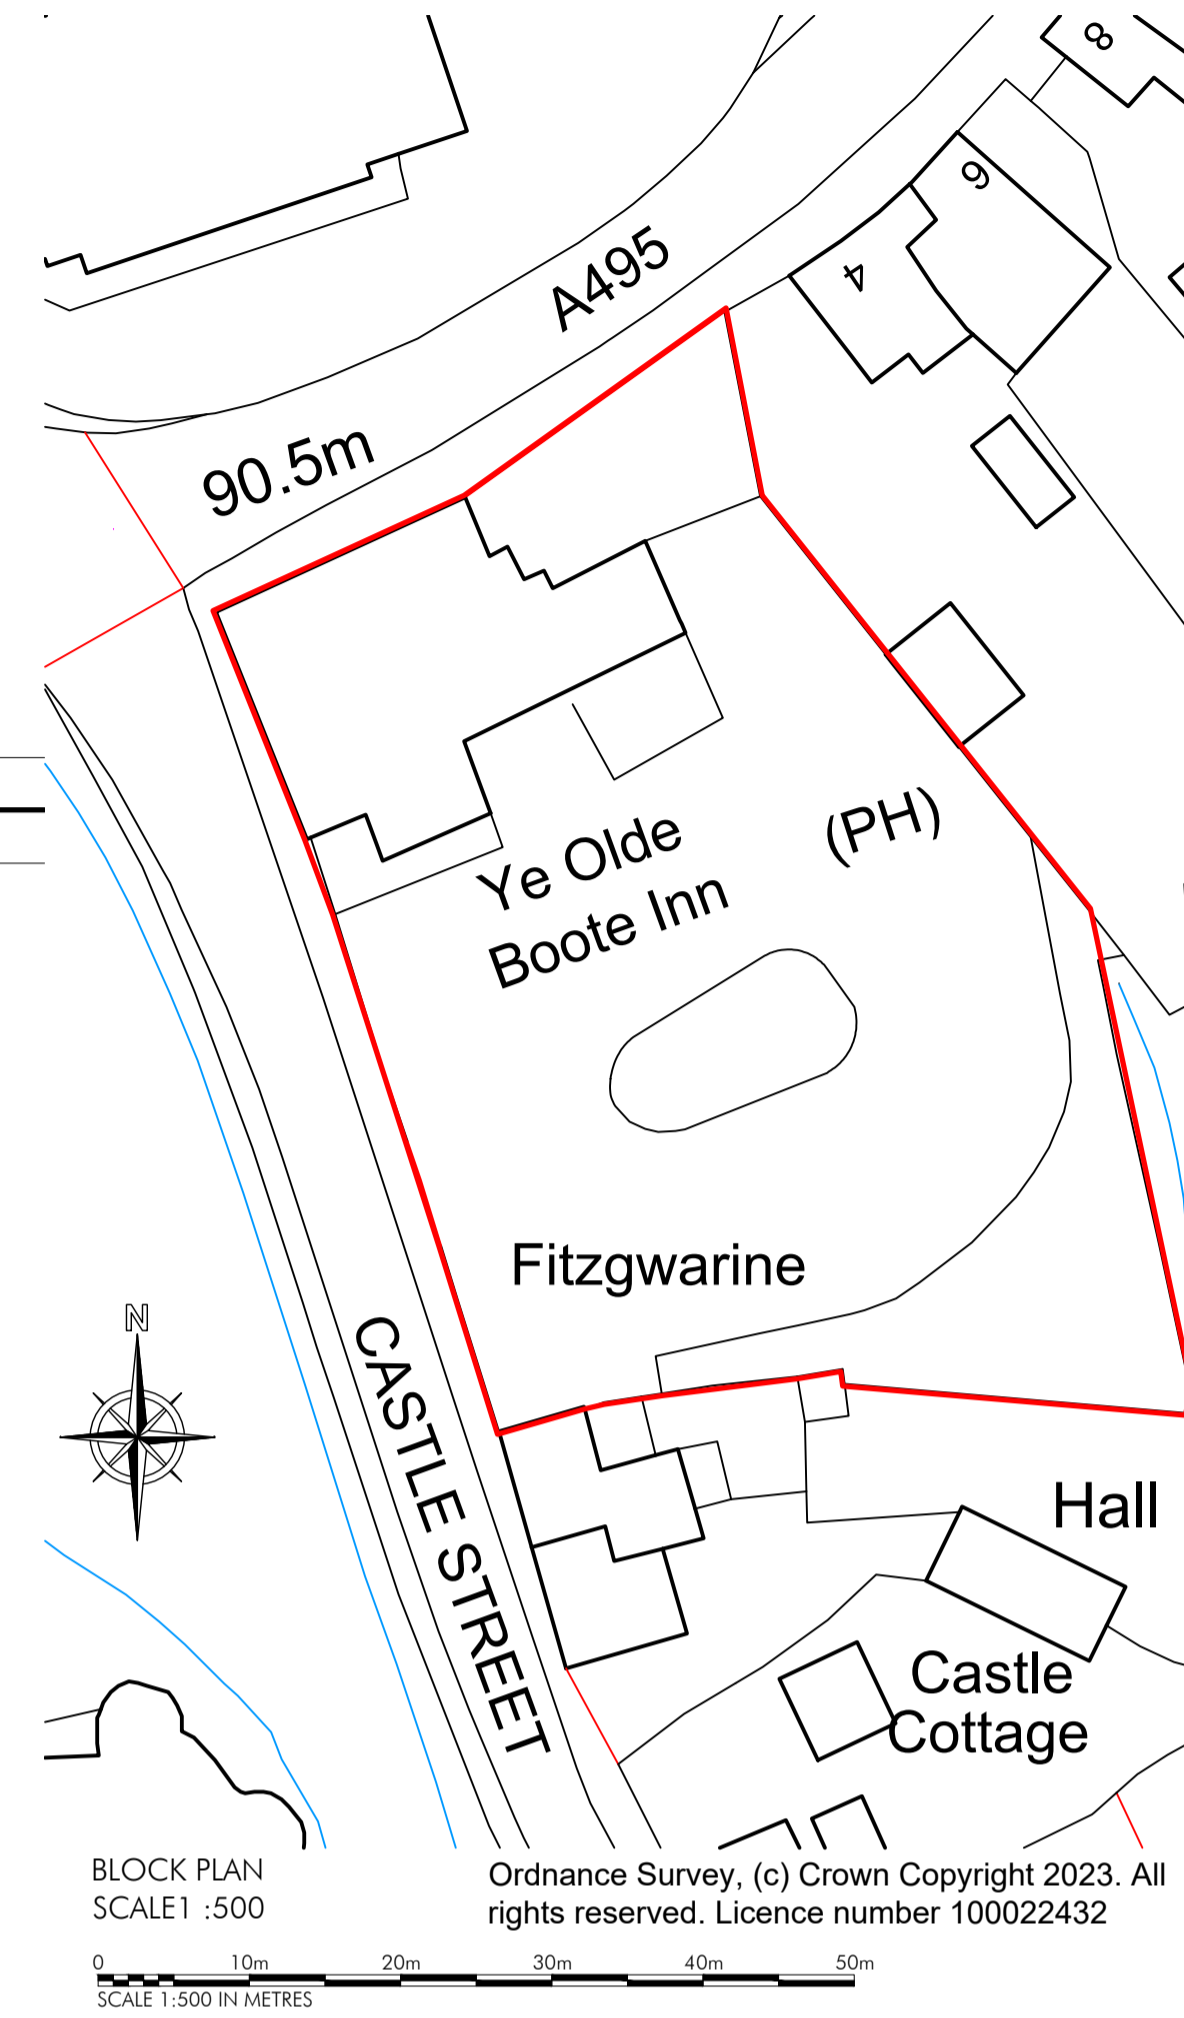 8
6
4
A495
90.5m
Ye Olde
Boote Inn
(PH)
Fitzgwarine
N
CASTLE STREET
Hall
Castle
Cottage
BLOCK PLAN
SCALE1 :500
Ordnance Survey, (c) Crown Copyright 2023. All
rights reserved. Licence number 100022432
0 10m 20m 30m 40m 50m
SCALE 1:500 IN METRES